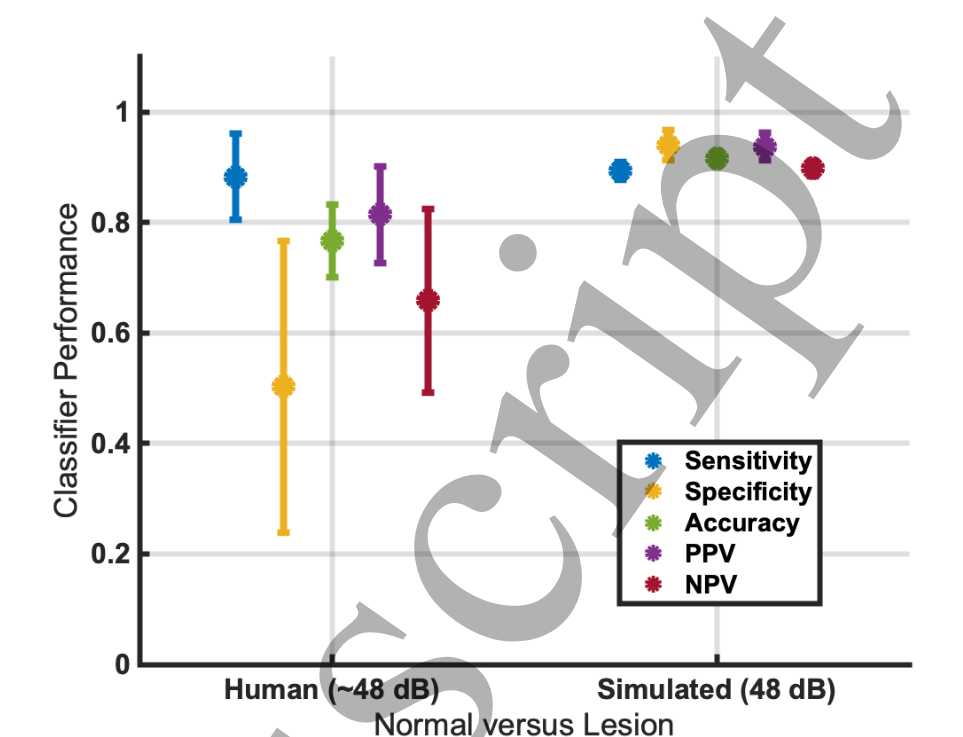 1
0.8
0.6
0.4
0.2
0
Classifier Performance
Sensitivity
Specificity
Accuracy
PPV
NPV
Human (~48 dB)
Simulated (48 dB)
Normal versus Lesion
script